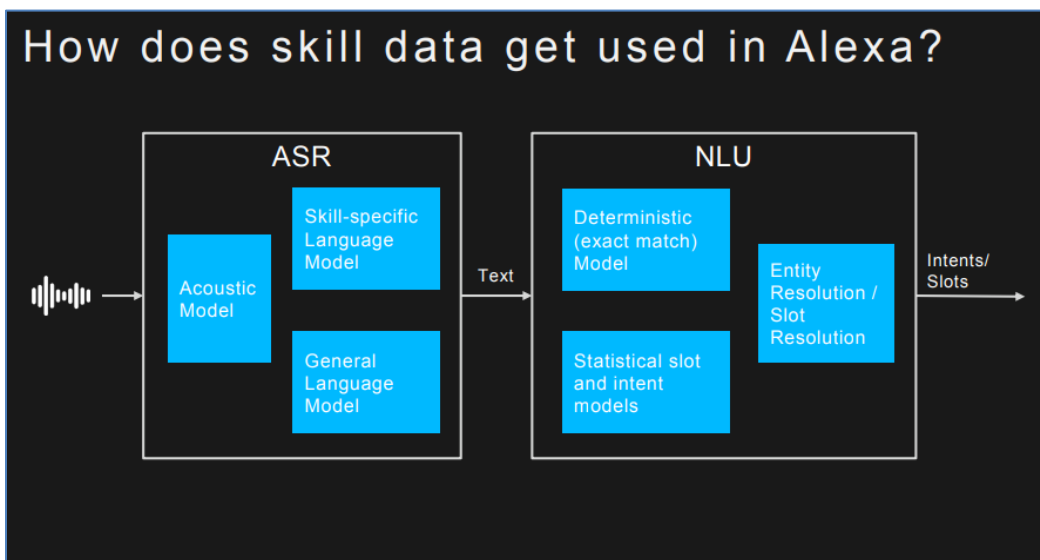 How does skill data get used in Alexa?
ASR
Acoustic
Model
Skill-specific
Language
Model
General
Language
Model
Text
NLU
Deterministic
(exact match)
Model
Statistical slot
and intent
models
Entity
Resolution /
Slot
Resolution
Intents/
Slots